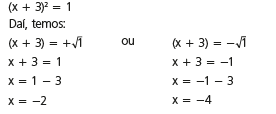 (x + 3)² = 1
Daí, temos:
(x + 3) = +√1 ou (x + 3) = −√1
x + 3 = 1 x + 3 = −1
x = 1 − 3 x = −1 − 3
x = −2 x = −4